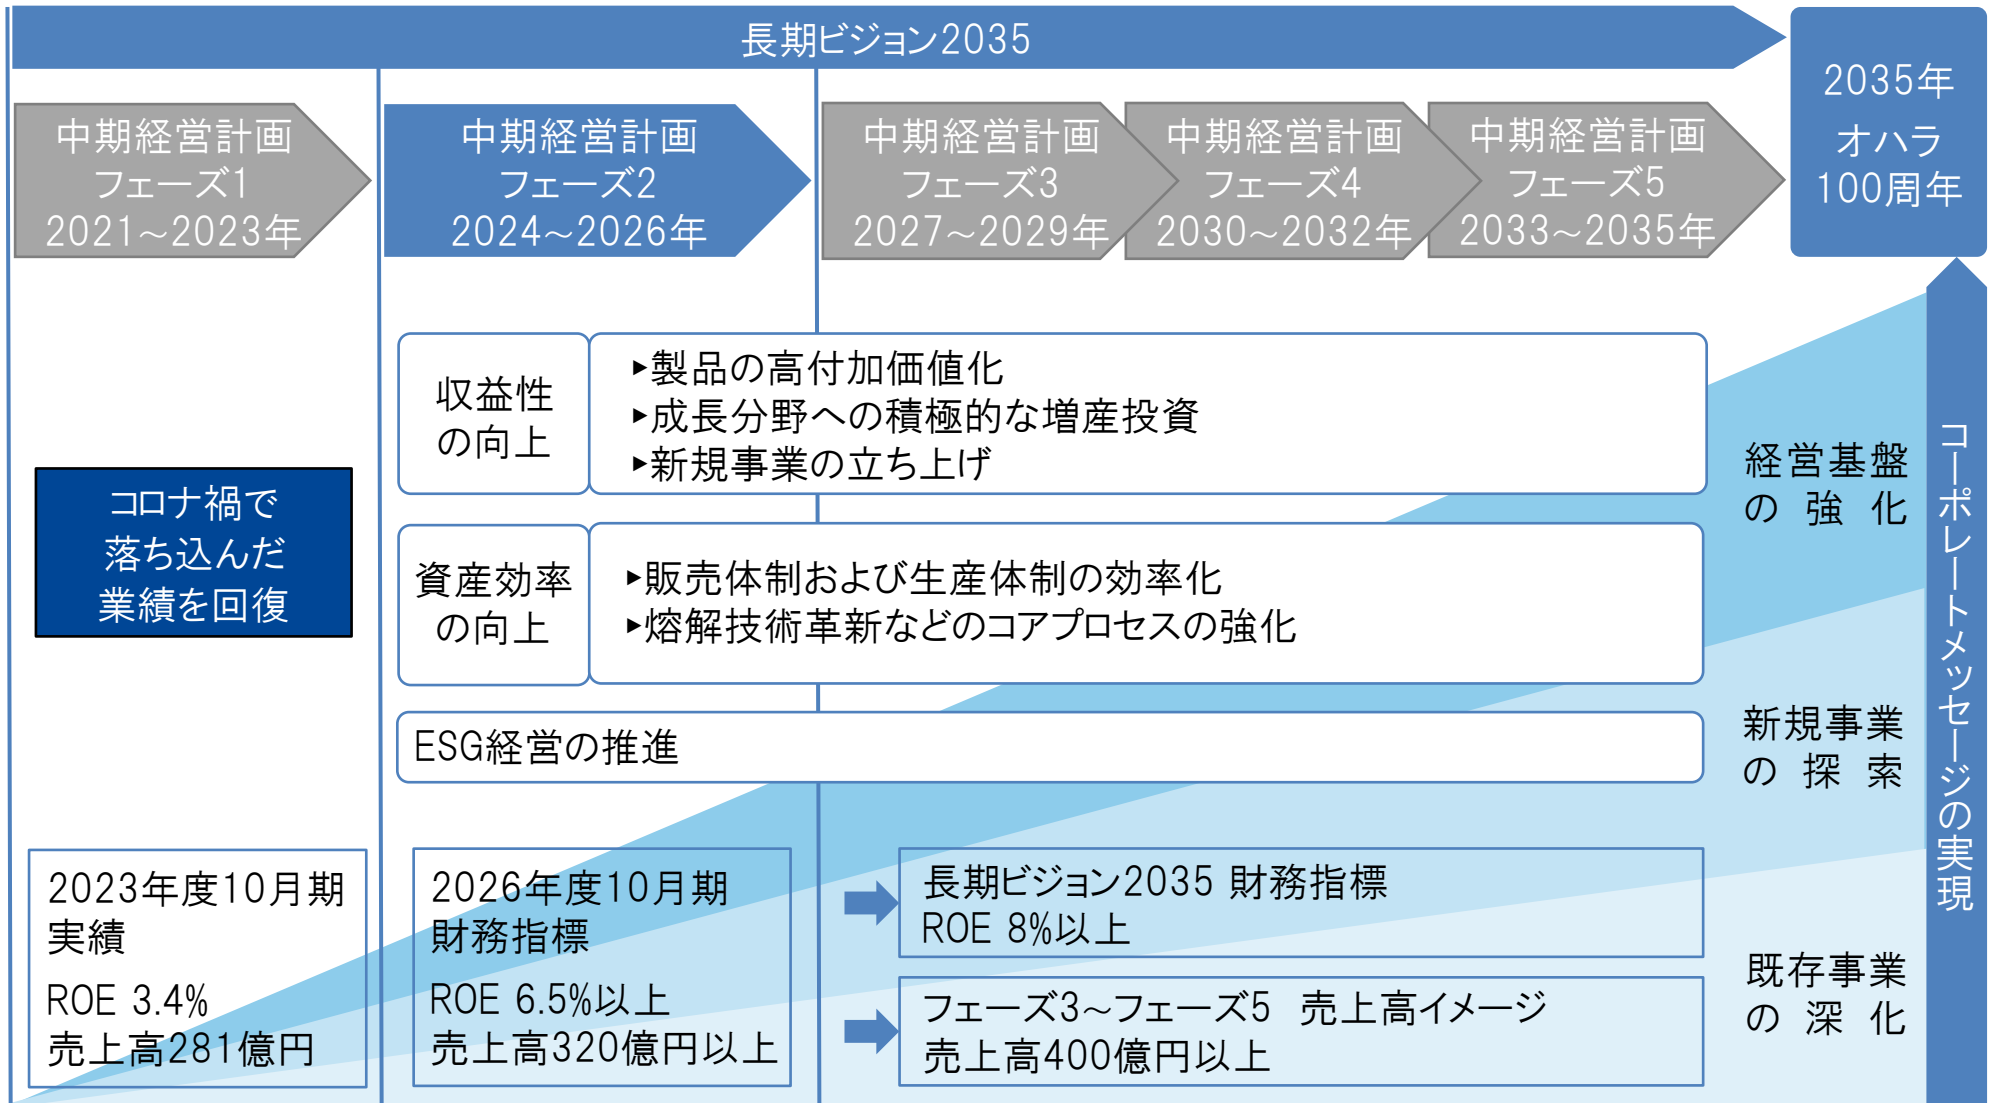 長期ビジョン2035
2035年
オハラ
100周年
中期経営計画
フェーズ1
2021～2023年
中期経営計画
フェーズ2
2024～2026年
中期経営計画
フェーズ3
2027～2029年
中期経営計画
フェーズ4
2030～2032年
中期経営計画
フェーズ5
2033～2035年
コロナ禍で
落ち込んだ
業績を回復
収益性
の向上
▸製品の高付加価値化
▸成長分野への積極的な増産投資
▸新規事業の立ち上げ
資産効率
の向上
▸販売体制および生産体制の効率化
▸熔解技術革新などのコアプロセスの強化
ESG経営の推進
経営基盤
の強化
新規事業
の探索
既存事業
の深化
コーポレートメッセージの実現
2023年度10月期
実績
ROE 3.4%
売上高281億円
2026年度10月期
財務指標
ROE 6.5%以上
売上高320億円以上
長期ビジョン2035 財務指標
ROE 8%以上
フェーズ3～フェーズ5　売上高イメージ
売上高400億円以上